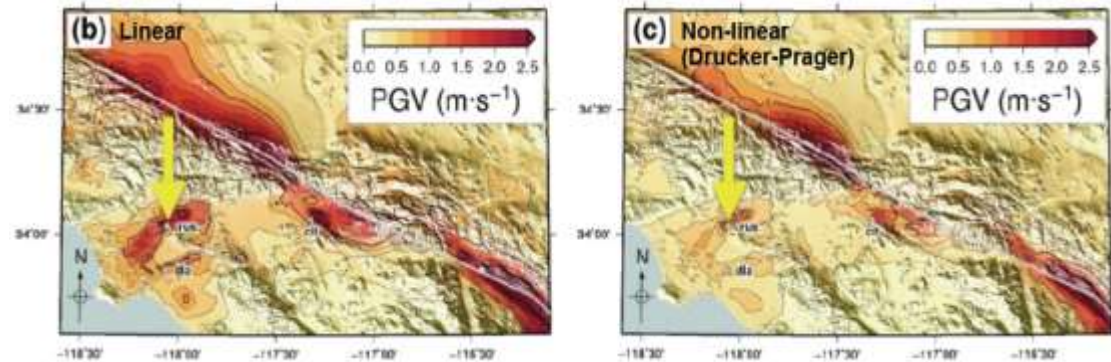 (b) Linear
0.0 0.5 1.0 1.5 2.0 2.5
PGV (m·s⁻¹)
34°30'
34°00'
N
-118°30' -118°00' -117°30' -117°00' -116°30'
(c) Non-linear
(Drucker-Prager)
0.0 0.5 1.0 1.5 2.0 2.5
PGV (m·s⁻¹)
34°30'
34°00'
N
-118°30' -118°00' -117°30' -117°00' -116°30'